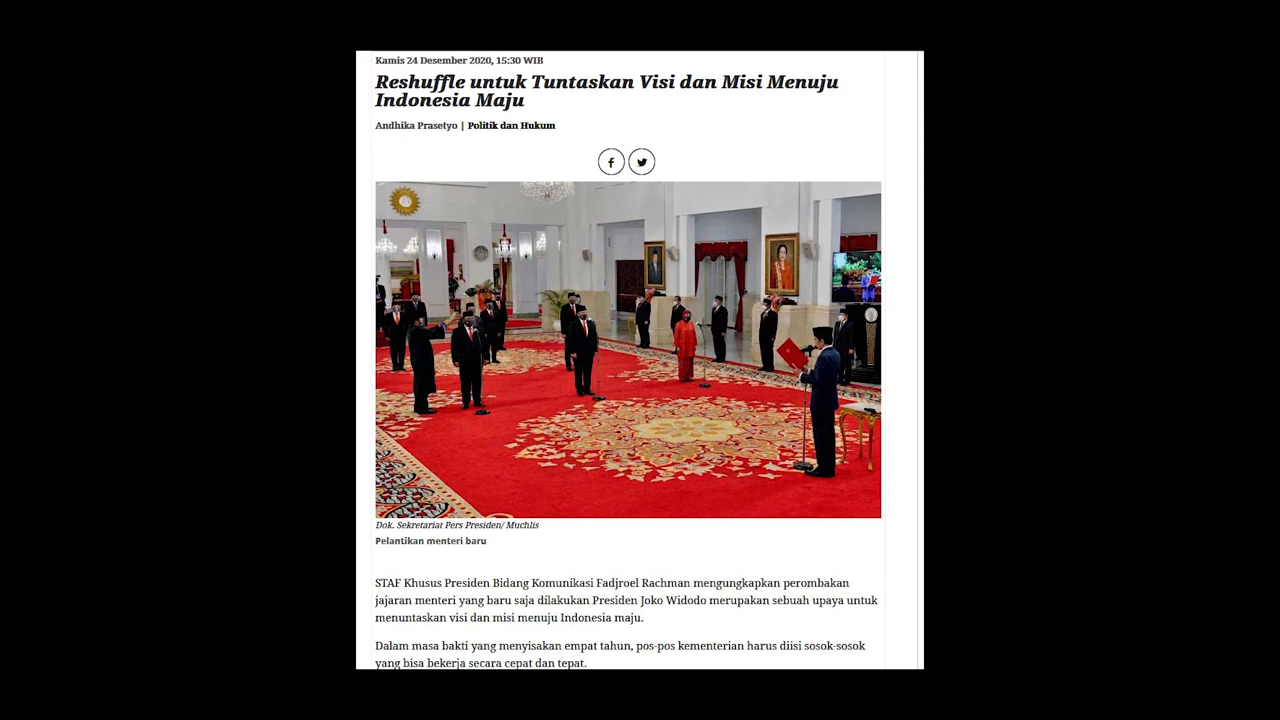 Kamis 24 Desember 2020, 15:30 WIB
Reshuffle untuk Tuntaskan Visi dan Misi Menuju
Indonesia Maju
Andhika Prasetyo | Politik dan Hukum
Dok. Sekretariat Pers Presiden/ Muchlis
Pelantikan menteri baru
STAF Khusus Presiden Bidang Komunikasi Fadjroel Rachman mengungkapkan perombakan
jajaran menteri yang baru saja dilakukan Presiden Joko Widodo merupakan sebuah upaya untuk
menuntaskan visi dan misi menuju Indonesia maju.
Dalam masa bakti yang menyisakan empat tahun, pos-pos kementerian harus diisi sosok-sosok
yang bisa bekerja secara cepat dan tepat.